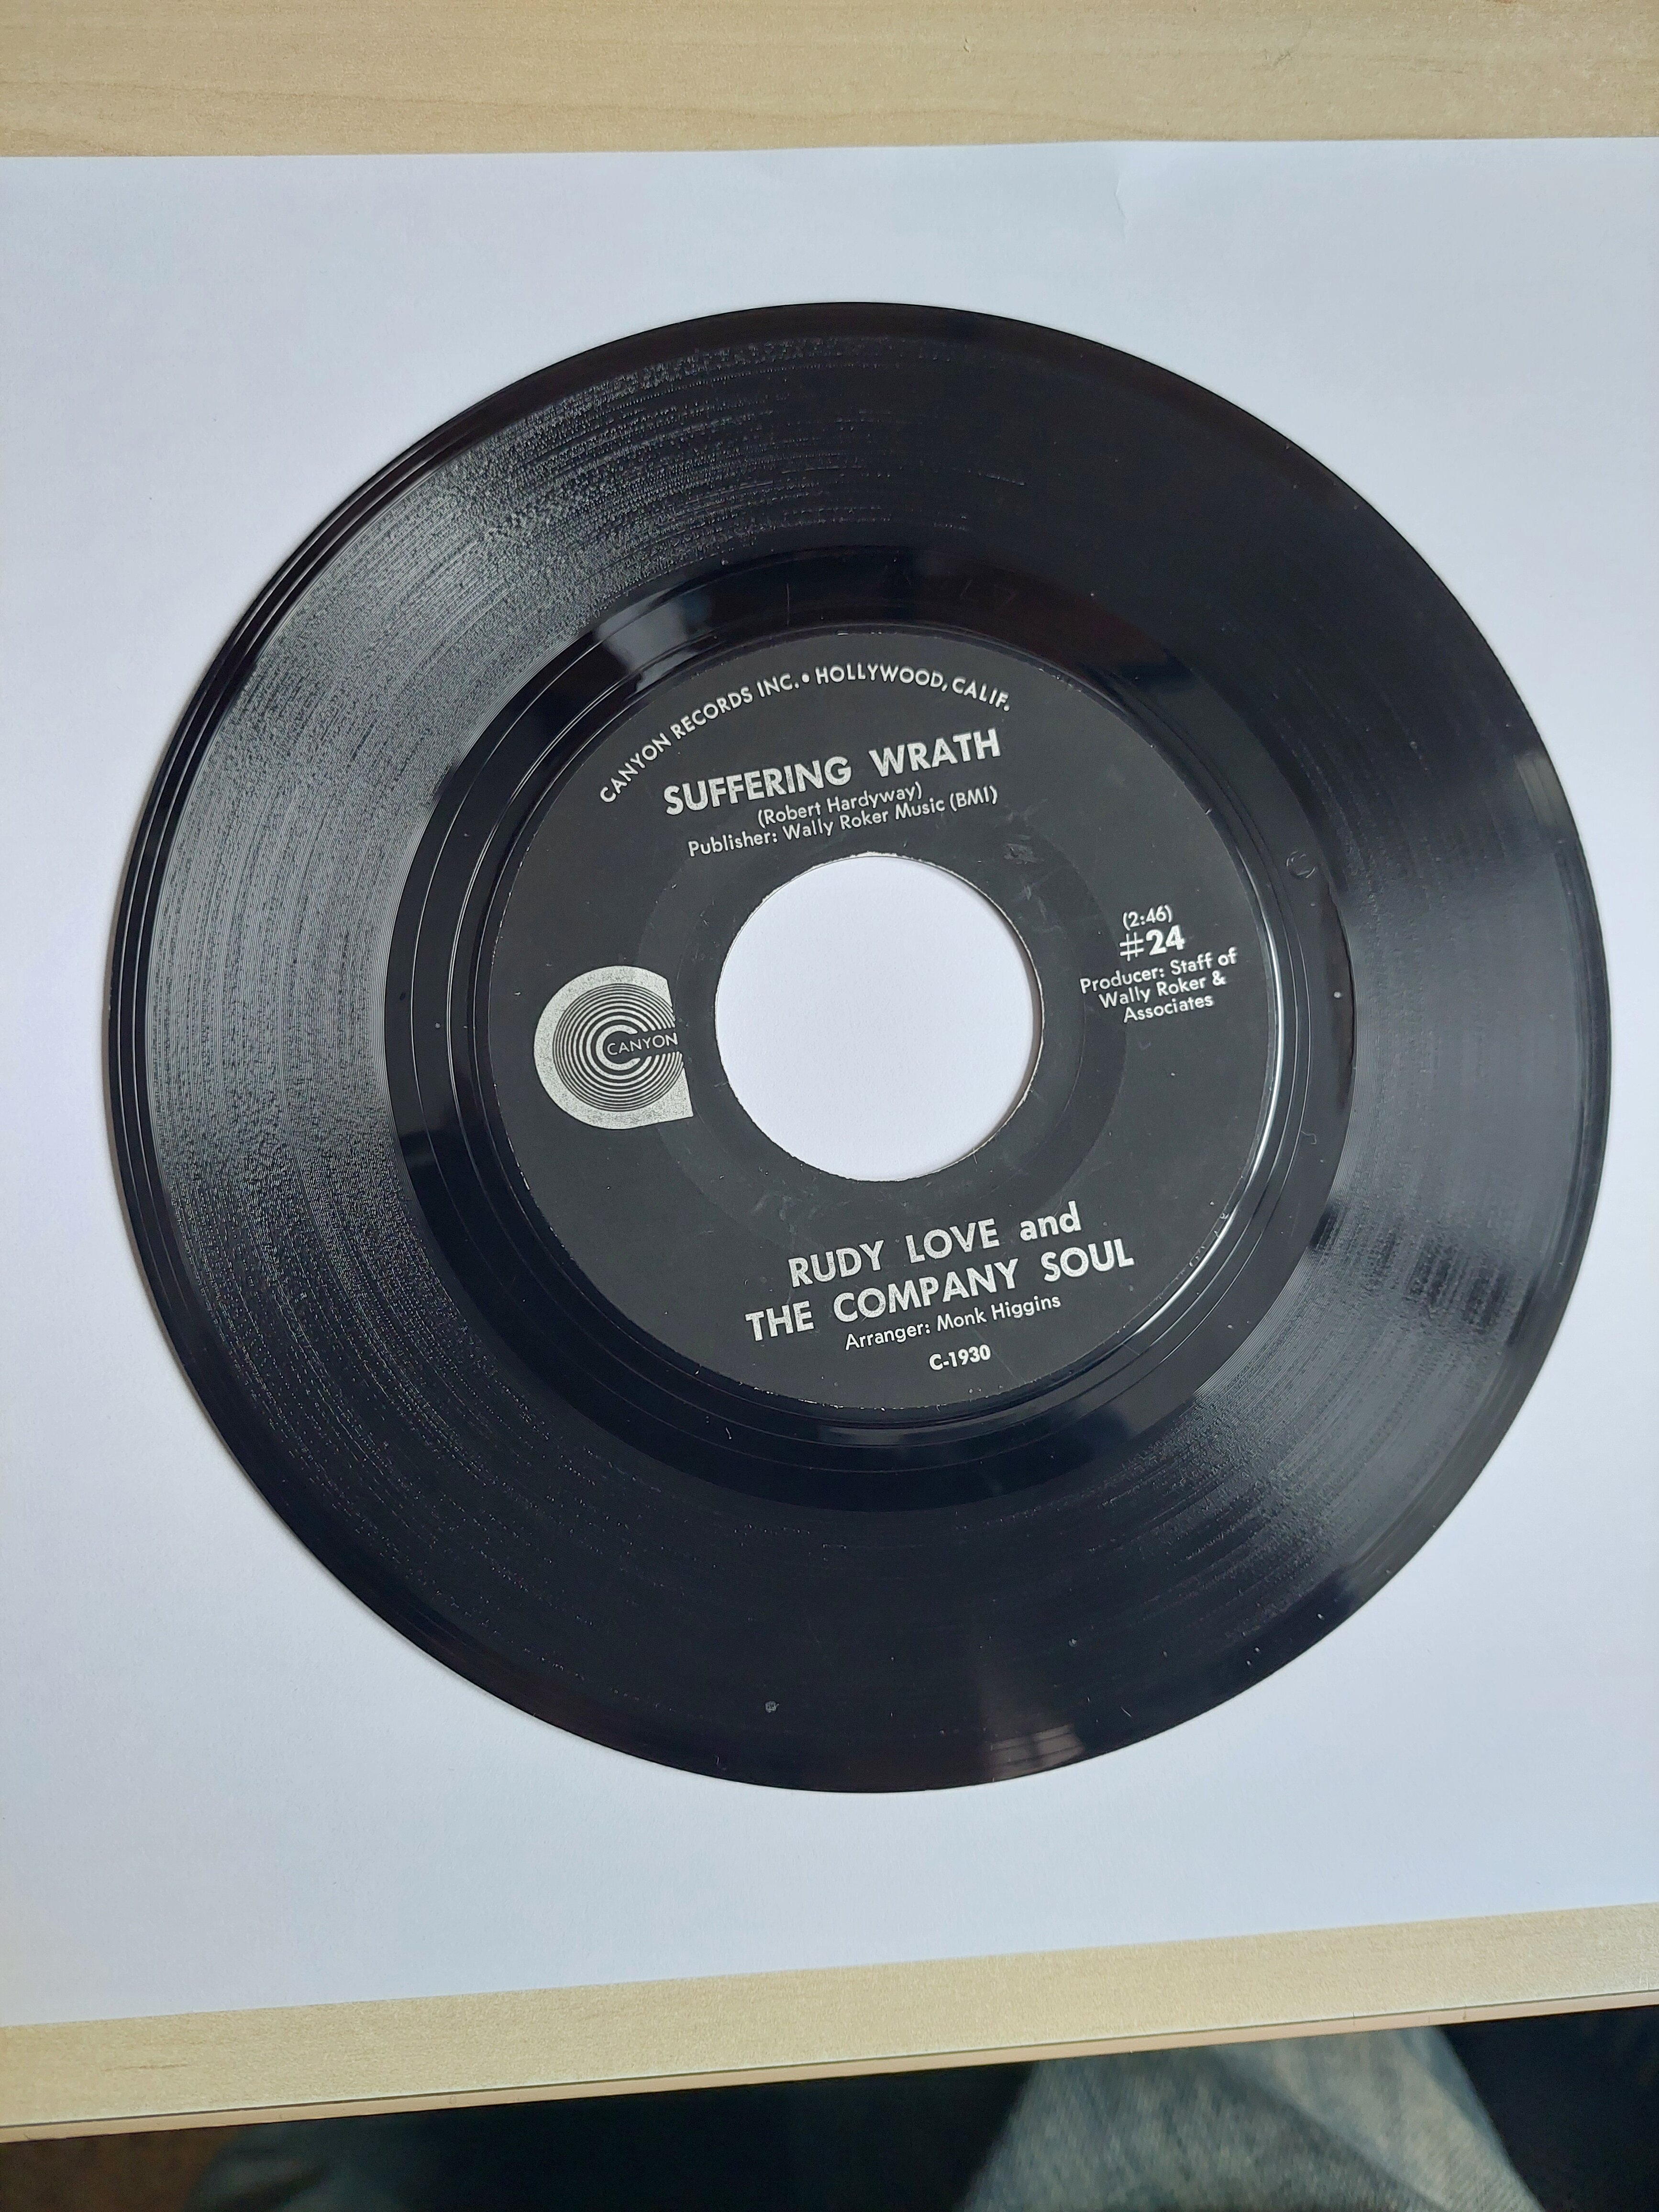 CANYON RECORDS INC. • HOLLYWOOD, CALIF.
SUFFERING WRATH
(Robert Hardyway)
Publisher: Wally Roker Music (BMI)
(2:46)
#24
Producer: Staff of
Wally Roker &
Associates
CANYON
RUDY LOVE and
THE COMPANY SOUL
Arranger: Monk Higgins
C-1930